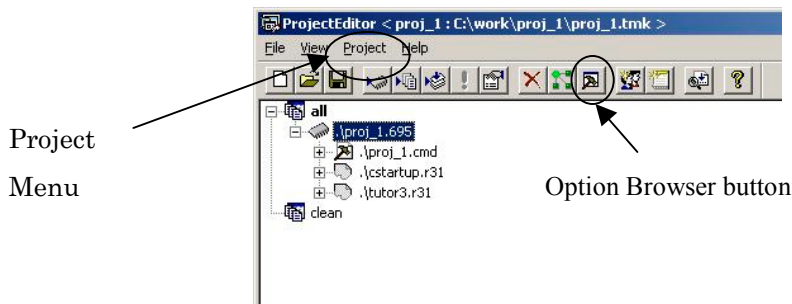 ProjectEditor < proj_1 : C:\work\proj_1\proj_1.tmk >
File View Project Help
all
.\proj_1.695
.\proj_1.cmd
.\cstartup.r31
.\tutor3.r31
clean
Project
Menu
Option Browser button